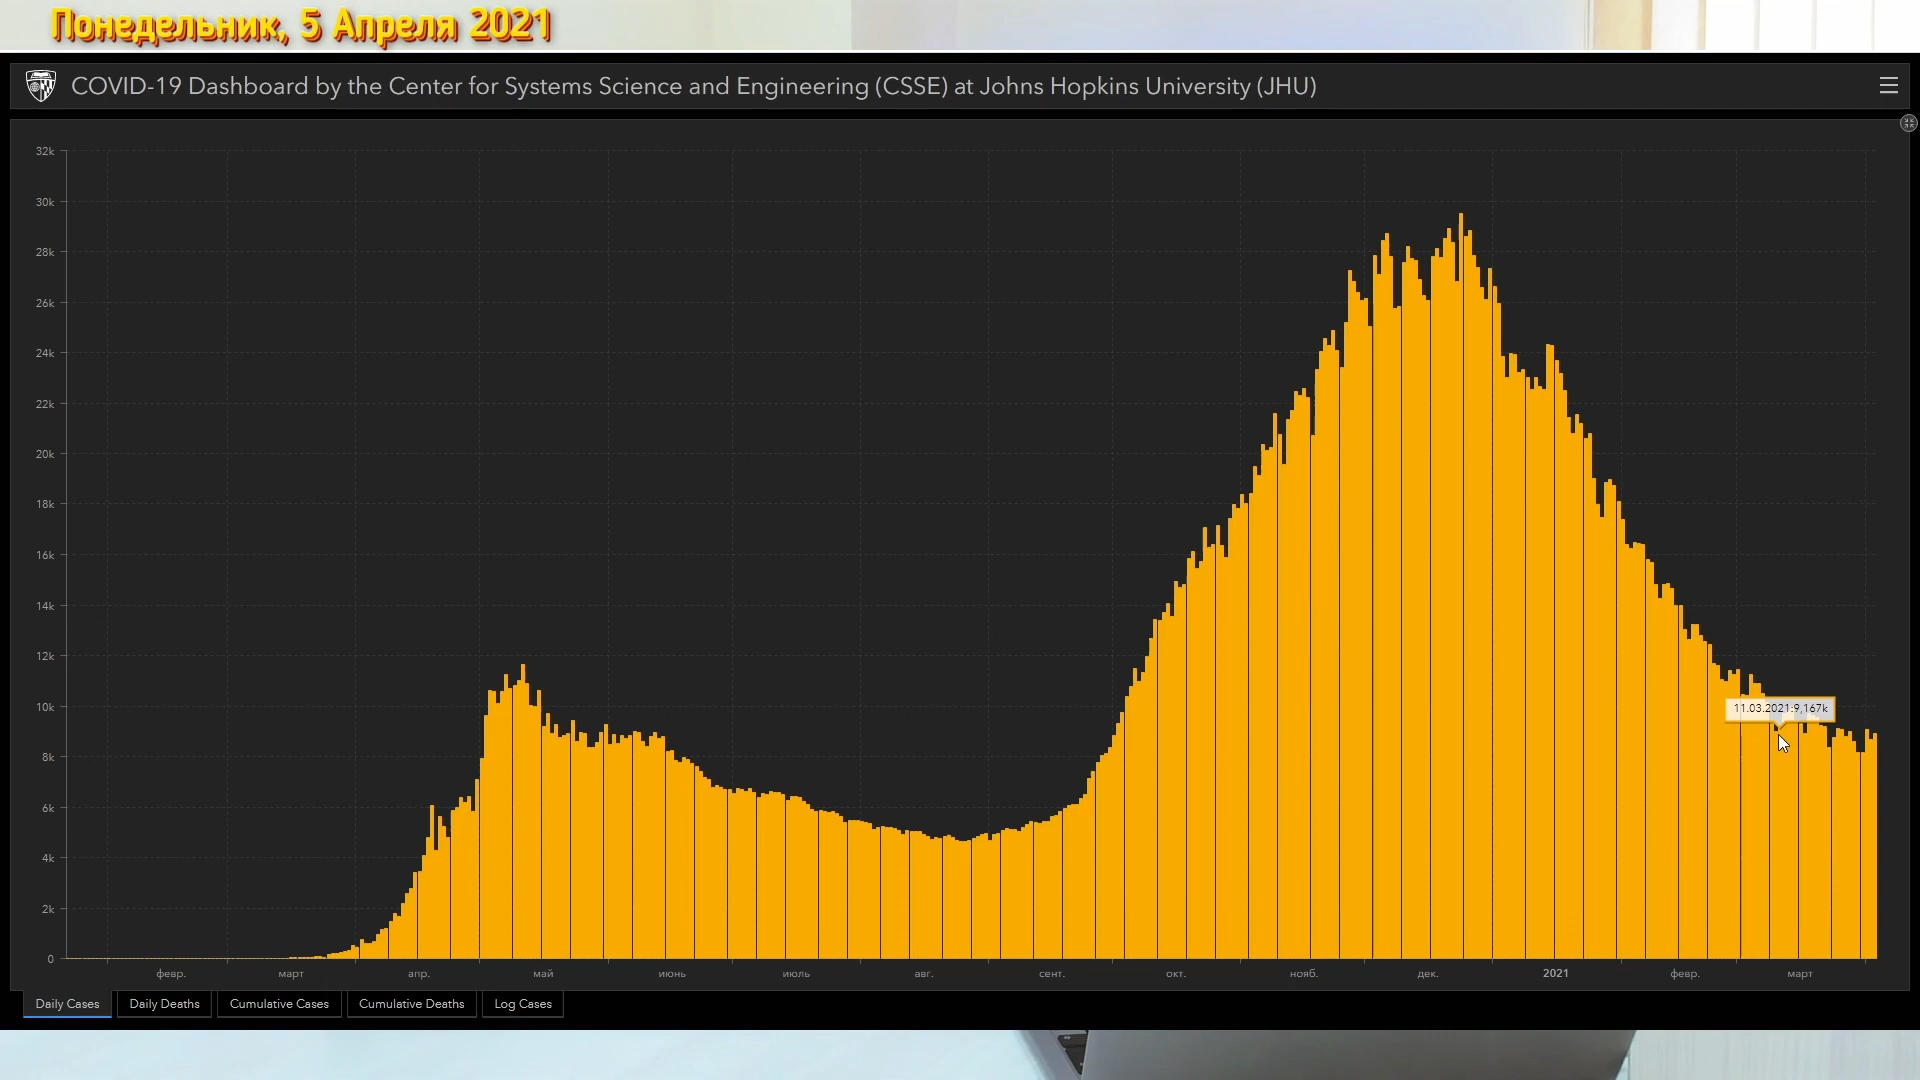 Понедельник, 5 Апреля 2021
COVID-19 Dashboard by the Center for Systems Science and Engineering (CSSE) at Johns Hopkins University (JHU)
32k
30k
28k
26k
24k
22k
20k
18k
16k
14k
12k
10k
8k
6k
4k
2k
0
11.03.2021:9,167k
февр. март апр. май июнь июль авг. сент. окт. нояб. дек. 2021 февр. март
Daily Cases Daily Deaths Cumulative Cases Cumulative Deaths Log Cases